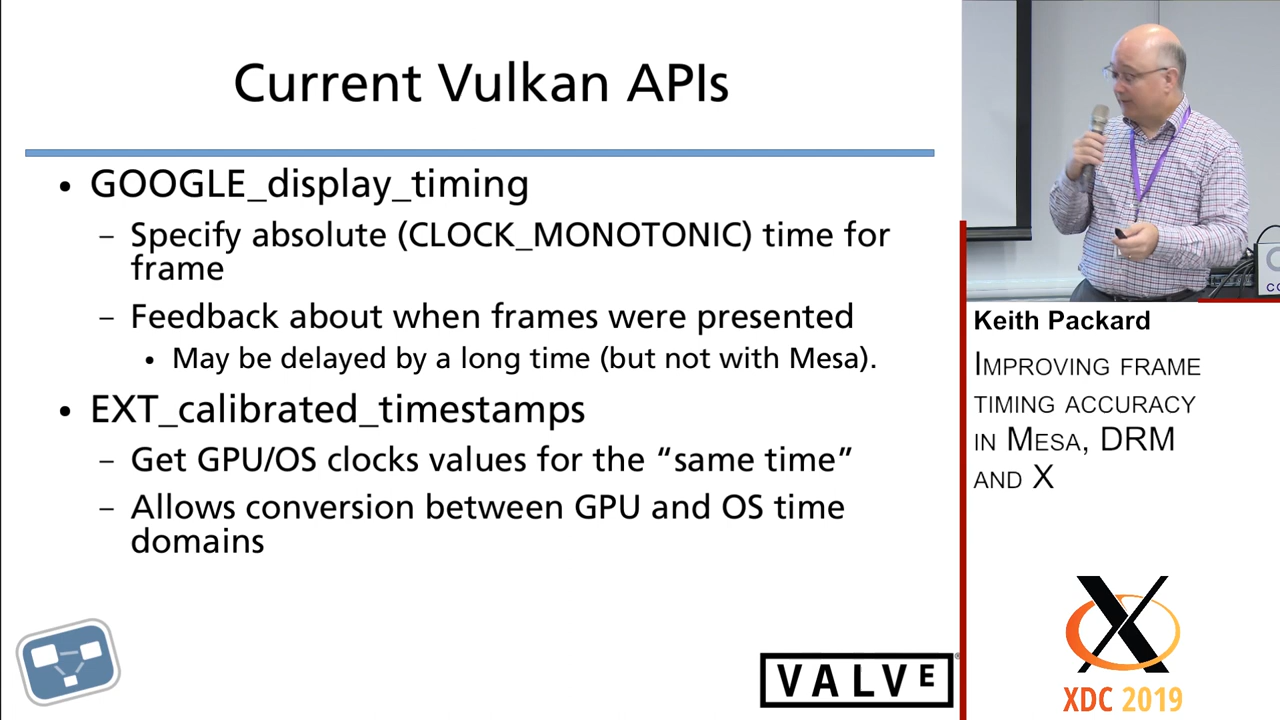 Current Vulkan APIs
• GOOGLE_display_timing
– Specify absolute (CLOCK_MONOTONIC) time for
frame
– Feedback about when frames were presented
• May be delayed by a long time (but not with Mesa).
• EXT_calibrated_timestamps
– Get GPU/OS clocks values for the “same time”
– Allows conversion between GPU and OS time
domains
VALVE®
Keith Packard
Improving frame
timing accuracy
in Mesa, DRM
and X
XDC 2019